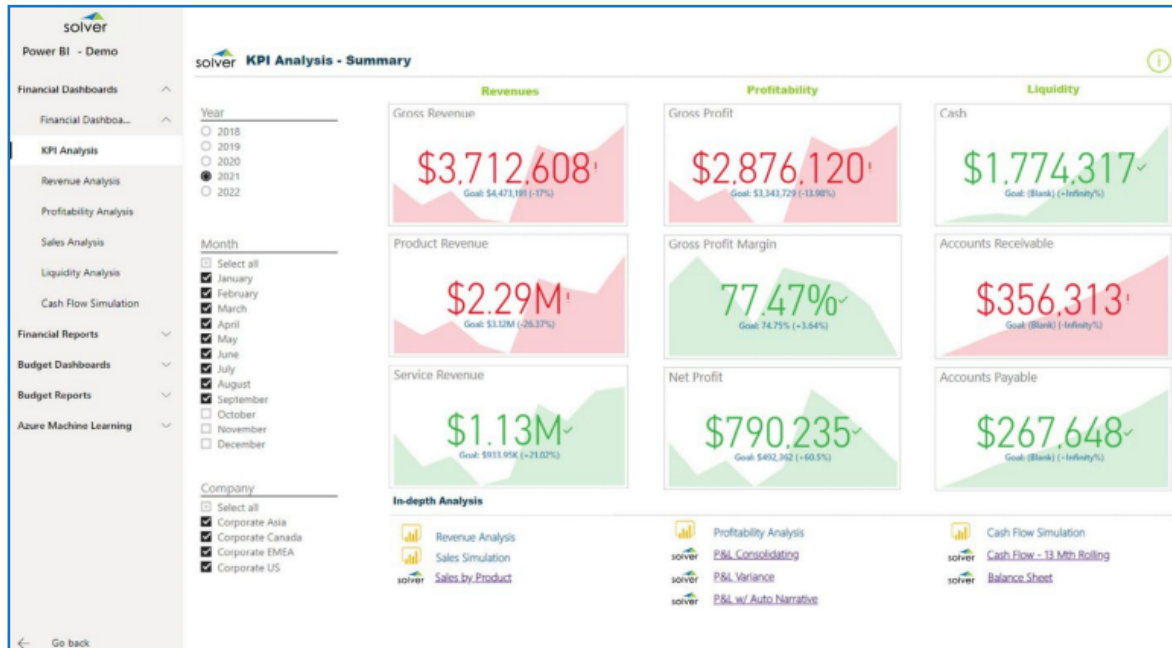 solver
Power BI - Demo
Financial Dashboards
Financial Dashboa...
KPI Analysis
Revenue Analysis
Profitability Analysis
Sales Analysis
Liquidity Analysis
Cash Flow Simulation
Financial Reports
Budget Dashboards
Budget Reports
Azure Machine Learning
Go back
solver KPI Analysis - Summary
i
Year
2018
2019
2020
2021
2022
Month
Select all
January
February
March
April
May
June
July
August
September
October
November
December
Company
Select all
Corporate Asia
Corporate Canada
Corporate EMEA
Corporate US
Revenues
Gross Revenue
$3,712,608!
Goal: $4,473,191 (-17%)
Product Revenue
$2.29M!
Goal: $3.12M (-26.37%)
Service Revenue
$1.13M
Goal: $933.95K (+21.02%)
Profitability
Gross Profit
$2,876,120!
Goal: $3,343,729 (-13.98%)
Gross Profit Margin
77.47%
Goal: 74.75% (+3.64%)
Net Profit
$790,235
Goal: $492,362 (+60.5%)
Liquidity
Cash
$1,774,317
Goal: (Blank) (+Infinity%)
Accounts Receivable
$356,313!
Goal: (Blank) (-Infinity%)
Accounts Payable
$267,648
Goal: (Blank) (-Infinity%)
In-depth Analysis
Revenue Analysis
Sales Simulation
solver Sales by Product
Profitability Analysis
solver P&L Consolidating
solver P&L Variance
solver P&L w/ Auto Narrative
Cash Flow Simulation
solver Cash Flow - 13 Mth Rolling
solver Balance Sheet